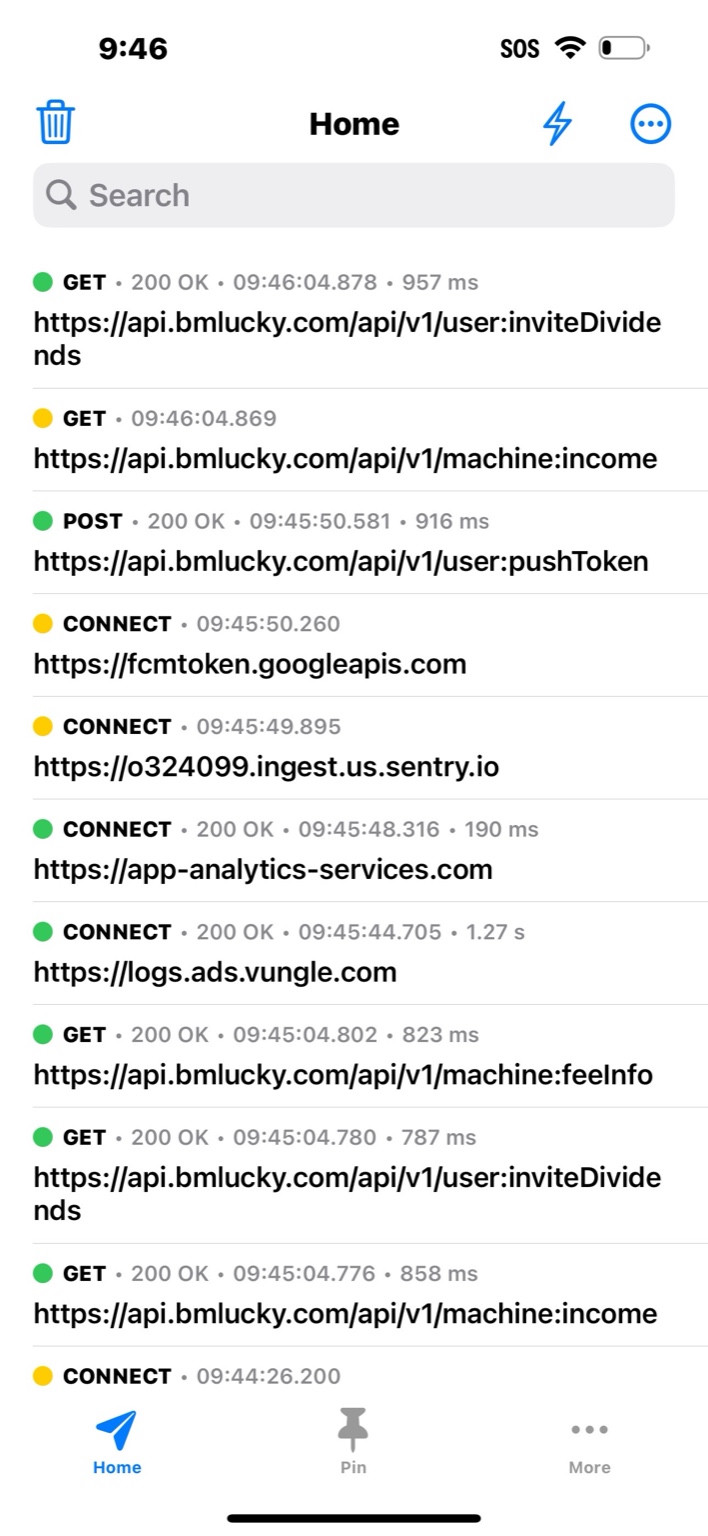 9:46
SOS
Home
Search
GET • 200 OK • 09:46:04.878 • 957 ms
https://api.bmlucky.com/api/v1/user:inviteDivide
nds
GET • 09:46:04.869
https://api.bmlucky.com/api/v1/machine:income
POST • 200 OK • 09:45:50.581 • 916 ms
https://api.bmlucky.com/api/v1/user:pushToken
CONNECT • 09:45:50.260
https://fcmtoken.googleapis.com
CONNECT • 09:45:49.895
https://o324099.ingest.us.sentry.io
CONNECT • 200 OK • 09:45:48.316 • 190 ms
https://app-analytics-services.com
CONNECT • 200 OK • 09:45:44.705 • 1.27 s
https://logs.ads.vungle.com
GET • 200 OK • 09:45:04.802 • 823 ms
https://api.bmlucky.com/api/v1/machine:feeInfo
GET • 200 OK • 09:45:04.780 • 787 ms
https://api.bmlucky.com/api/v1/user:inviteDivide
nds
GET • 200 OK • 09:45:04.776 • 858 ms
https://api.bmlucky.com/api/v1/machine:income
CONNECT • 09:44:26.200
Home
Pin
More